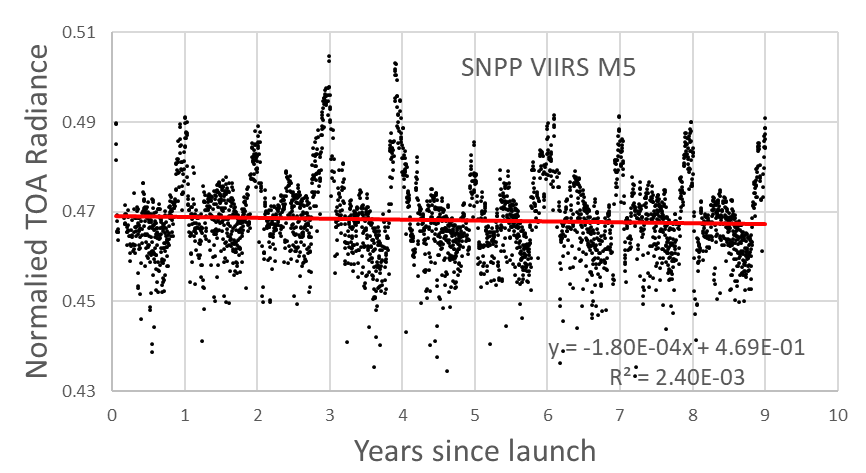 SNPP VIIRS M5
Normalied TOA Radiance
0.51
0.49
0.47
0.45
0.43
y = -1.80E-04x + 4.69E-01
R² = 2.40E-03
0 1 2 3 4 5 6 7 8 9 10
Years since launch